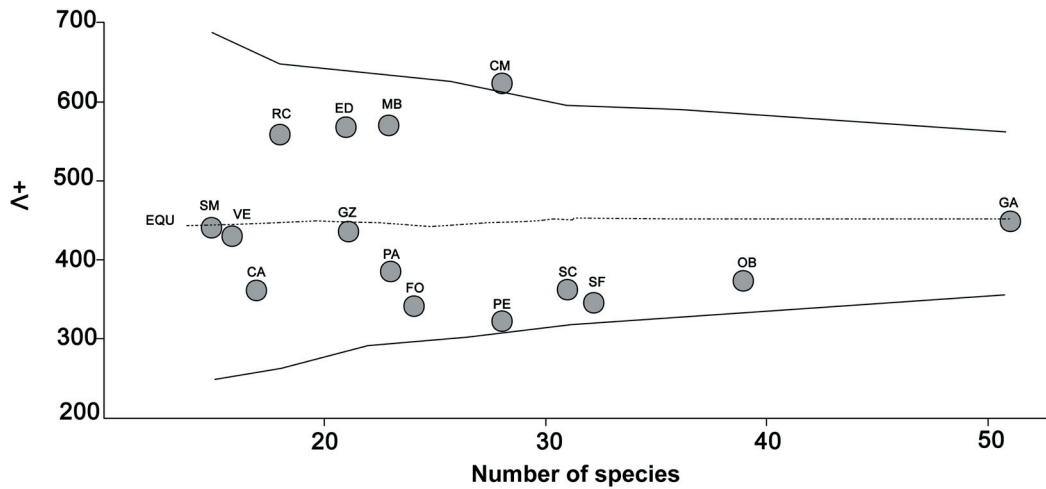 700
600
500
400
300
200
Λ+
CM
RC
ED
MB
SM
VE
EQU
GZ
GA
CA
PA
FO
PE
SC
SF
OB
20
30
40
50
Number of species